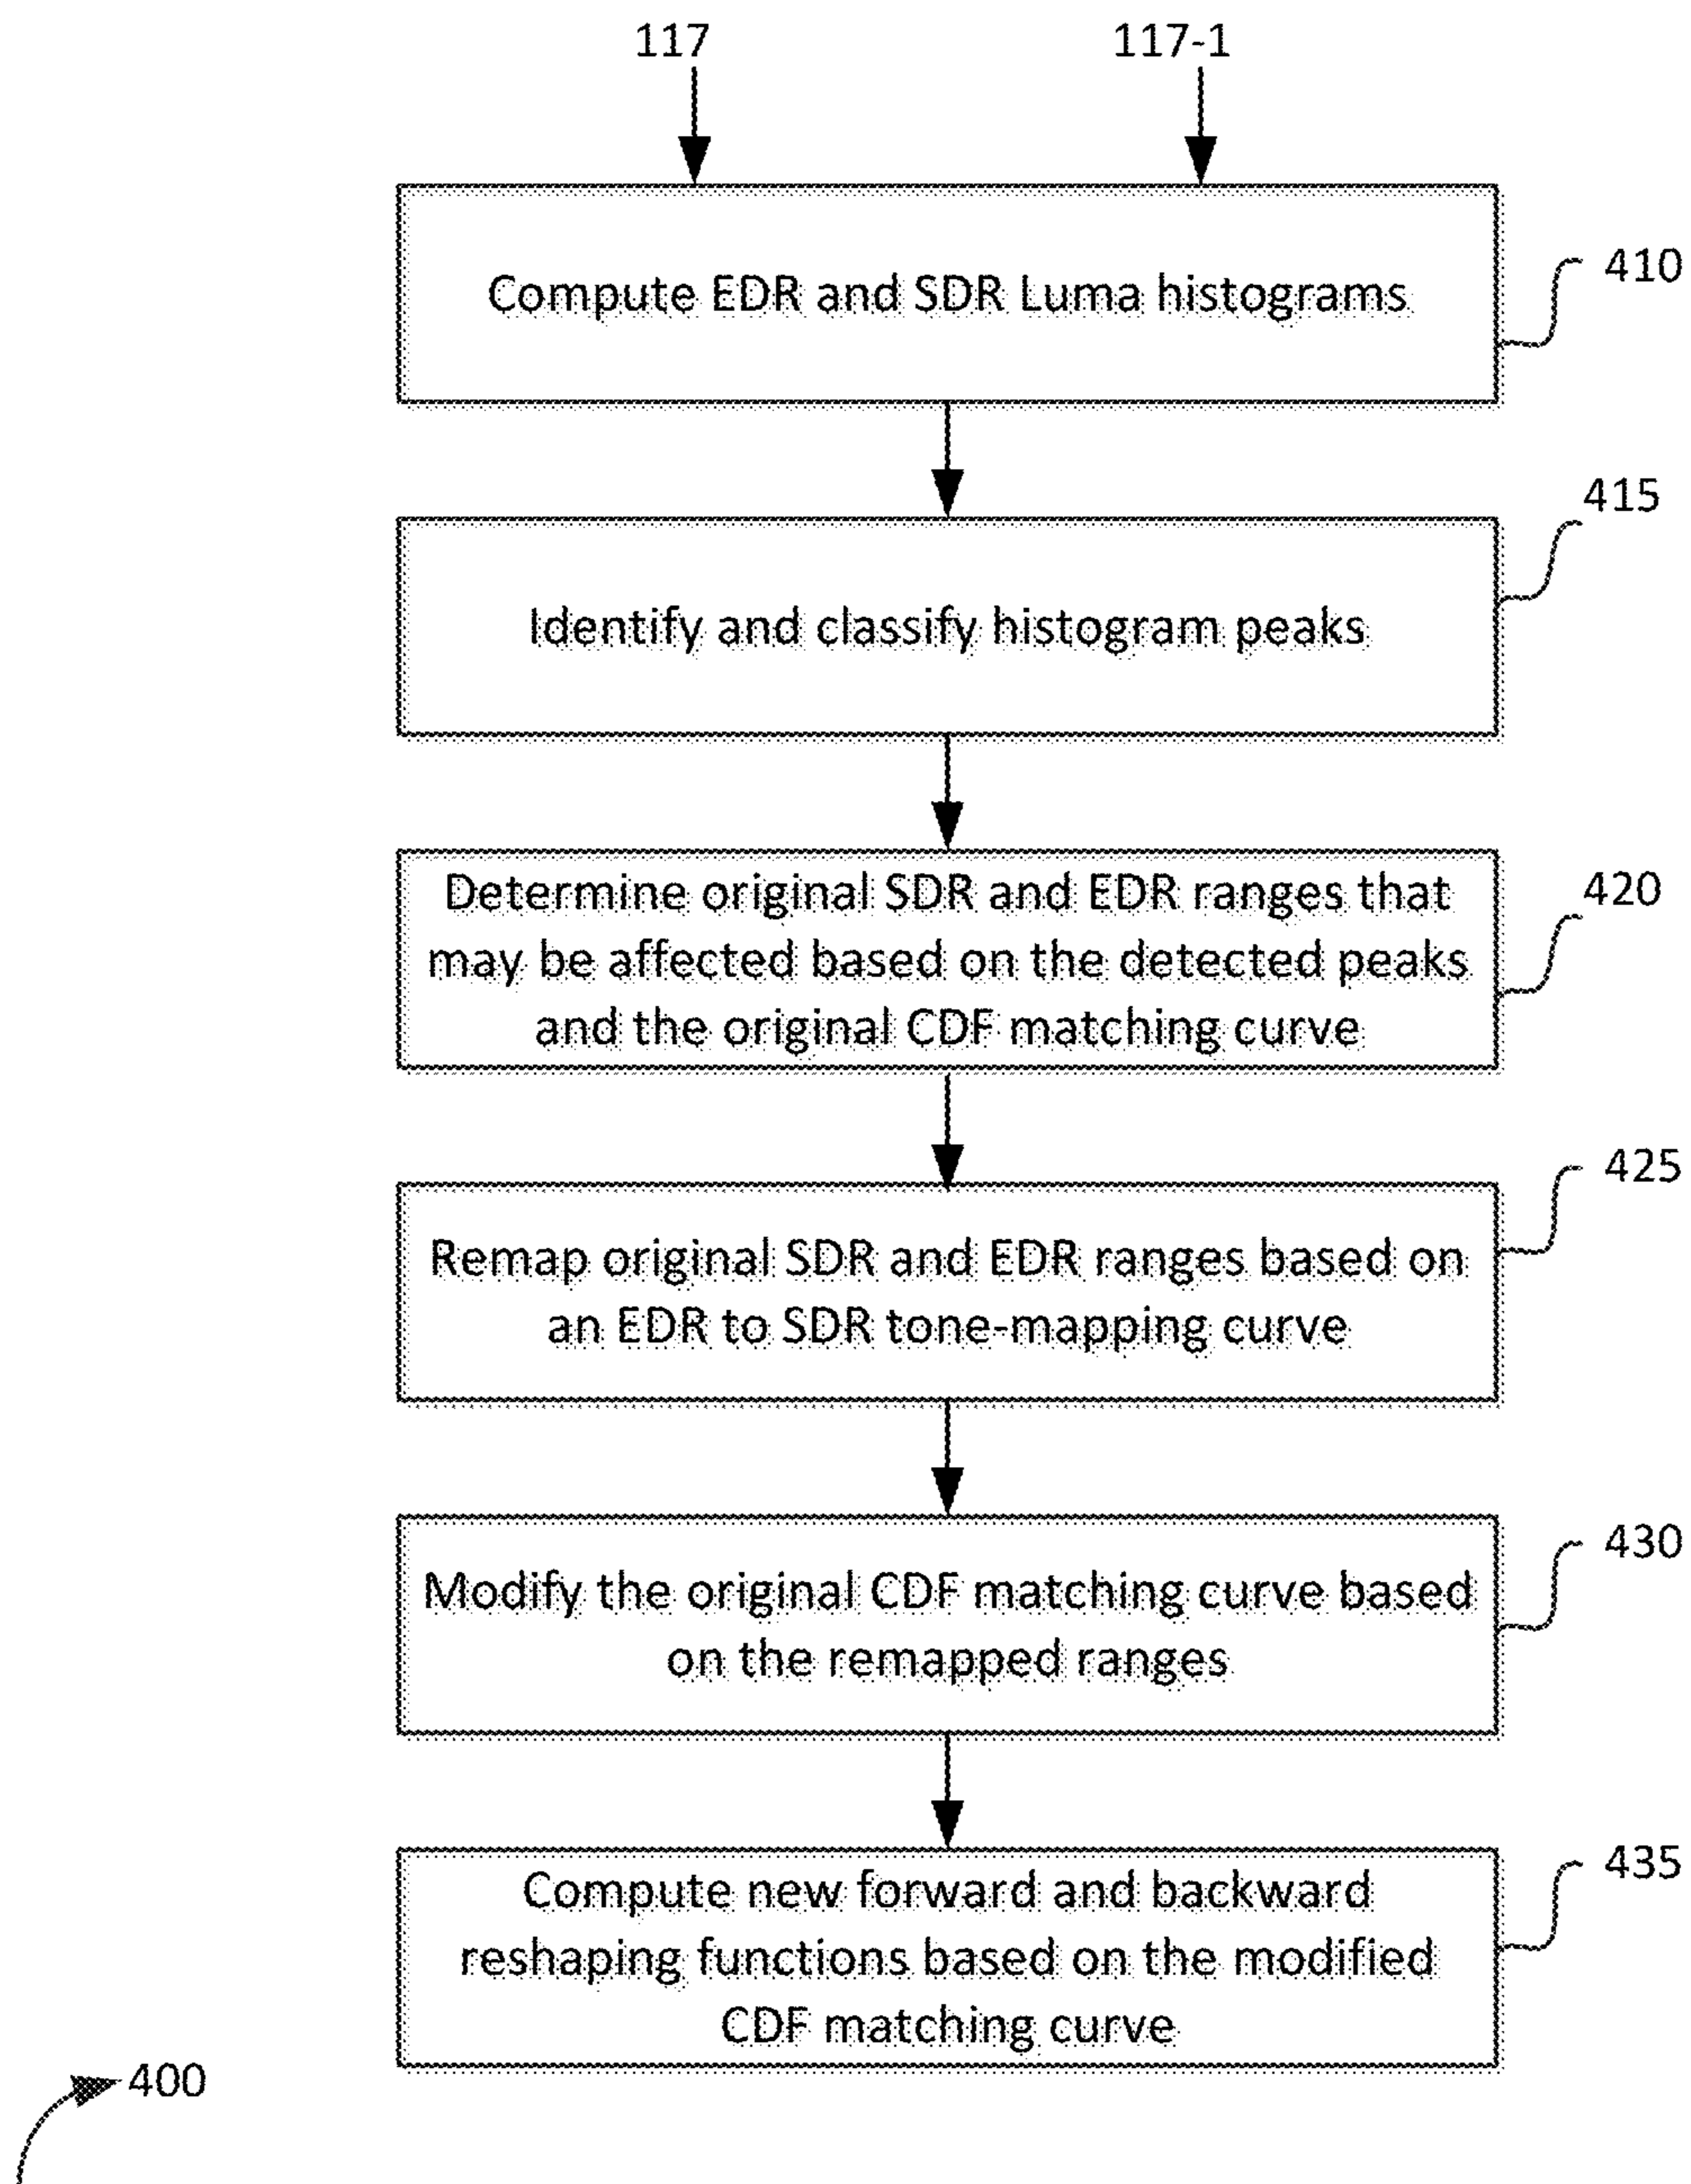 117
117-1
Compute EDR and SDR Luma histograms
410
Identify and classify histogram peaks
415
Determine original SDR and EDR ranges that
may be affected based on the detected peaks
and the original CDF matching curve
420
Remap original SDR and EDR ranges based on
an EDR to SDR tone-mapping curve
425
Modify the original CDF matching curve based
on the remapped ranges
430
Compute new forward and backward
reshaping functions based on the modified
CDF matching curve
435
400